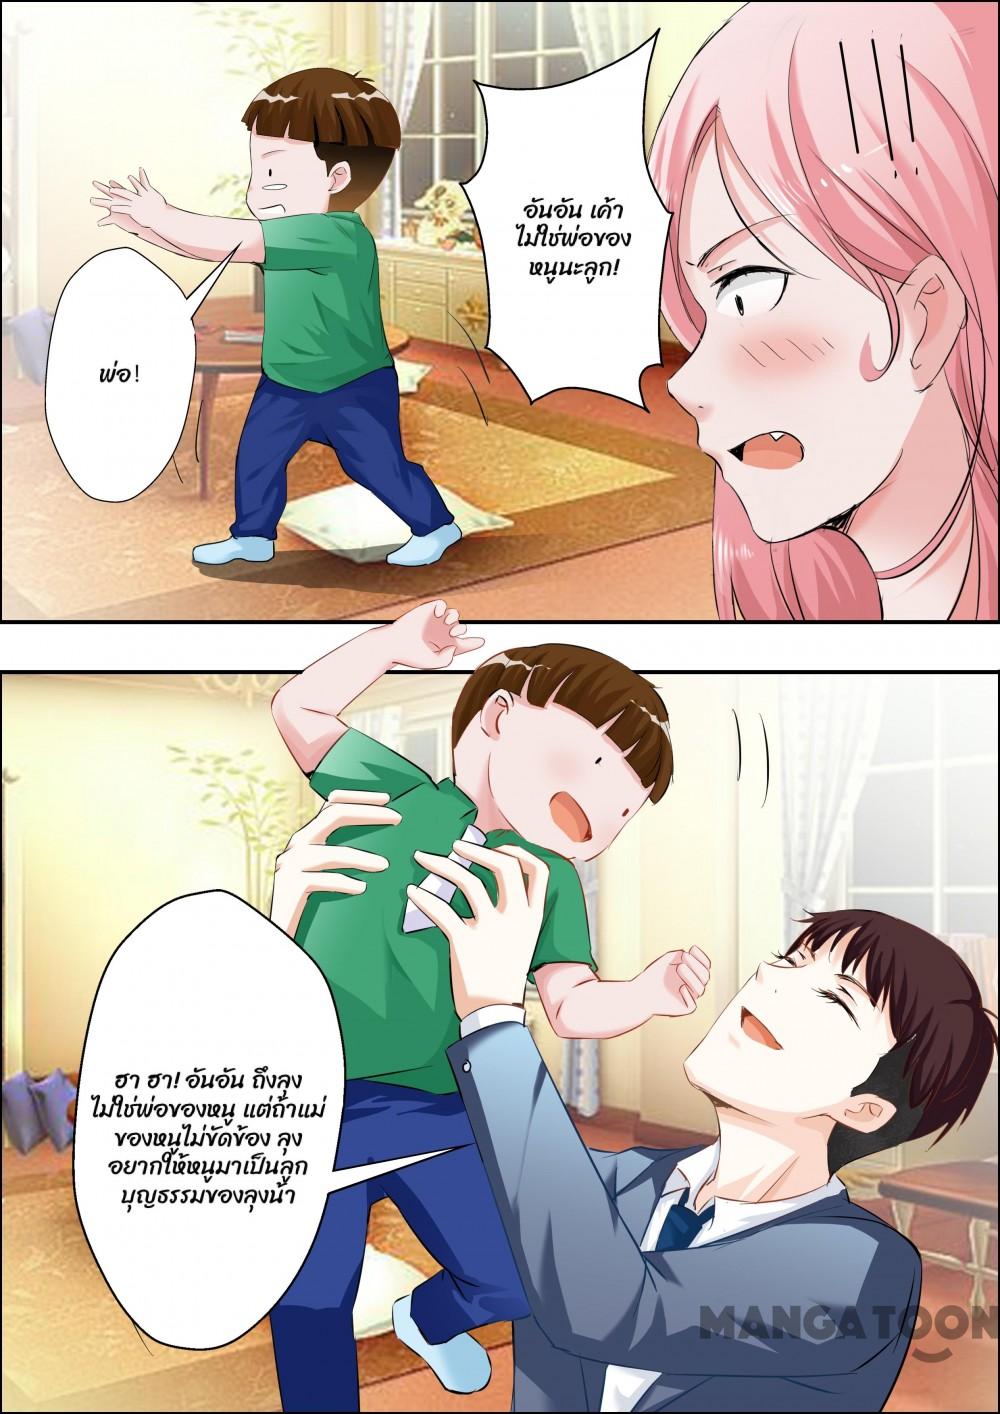 อันอัน เค้า
ไม่ใช่พ่อของ
หนูนะลูก!
พ่อ!
ฮา ฮา! อันอัน ถึงลุง
ไม่ใช่พ่อของหนู แต่ถ้าแม่
ของหนูไม่ขัดข้อง ลุง
อยากให้หนูมาเป็นลูก
บุญธรรมของลุงน้า
MANGATOON